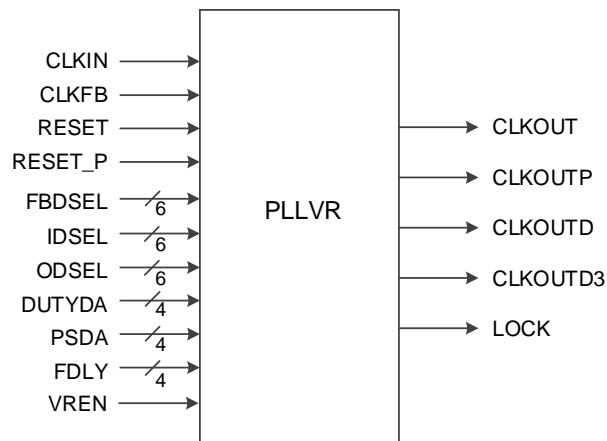 CLKIN
CLKFB
RESET
RESET_P
FBDSEL
6
IDSEL
6
ODSEL
6
DUTYDA
4
PSDA
4
FDLY
4
VREN
PLLVR
CLKOUT
CLKOUTP
CLKOUTD
CLKOUTD3
LOCK